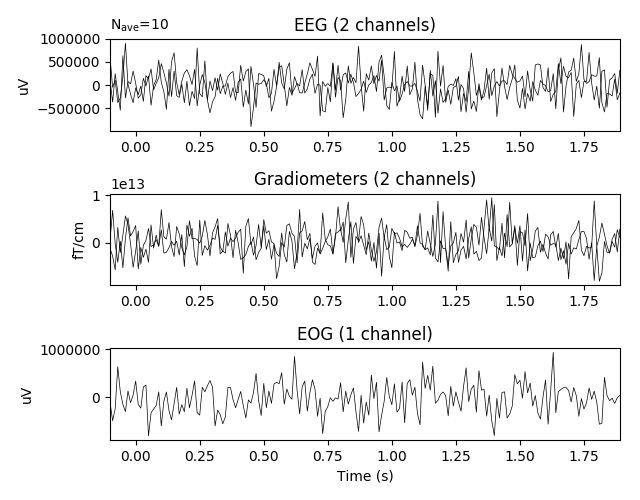 N_ave=10
EEG (2 channels)
1000000
500000
0
−500000
uV
0.00 0.25 0.50 0.75 1.00 1.25 1.50 1.75
1e13
Gradiometers (2 channels)
1
0
fT/cm
0.00 0.25 0.50 0.75 1.00 1.25 1.50 1.75
EOG (1 channel)
1000000
0
uV
0.00 0.25 0.50 0.75 1.00 1.25 1.50 1.75
Time (s)